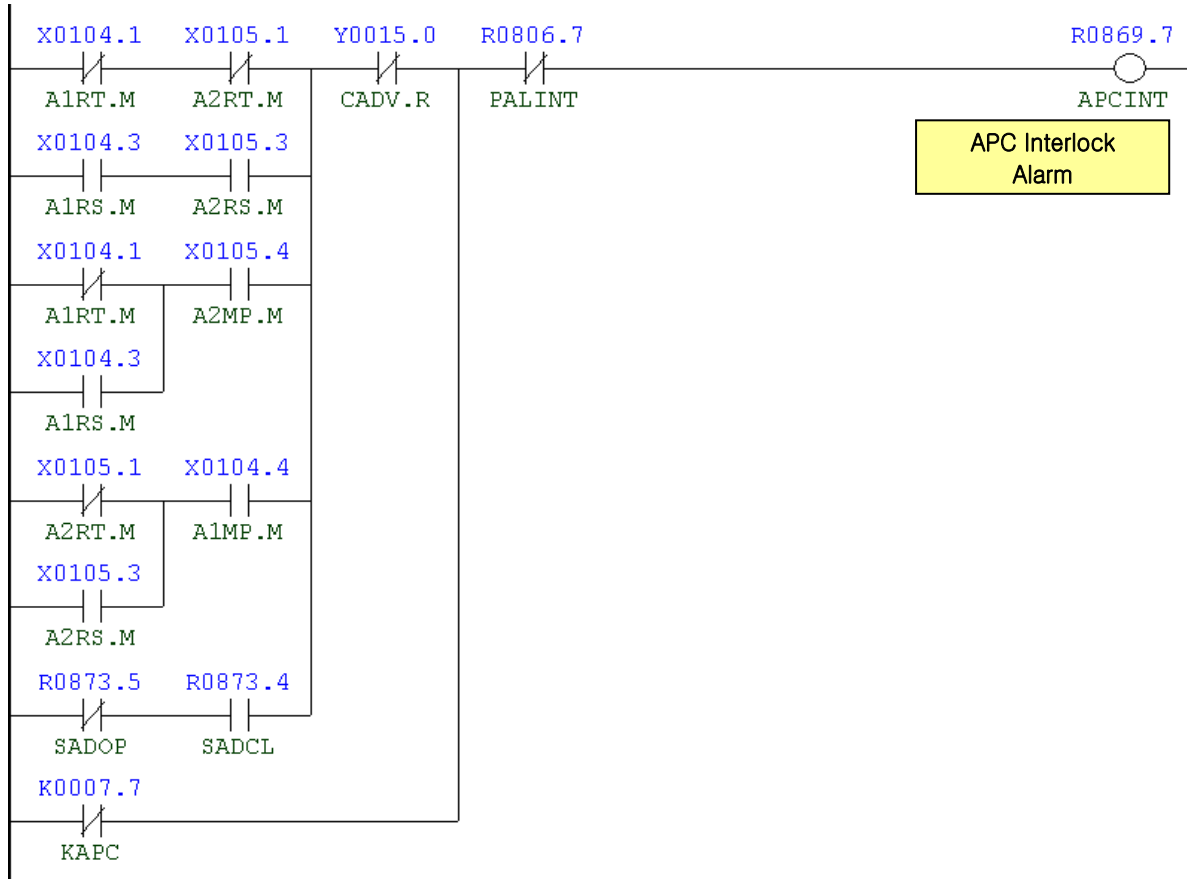 X0104.1 X0105.1 Y0015.0 R0806.7 R0869.7
A1RT.M A2RT.M CADV.R PALINT APCINT
APC Interlock
Alarm
X0104.3 X0105.3
A1RS.M A2RS.M
X0104.1 X0105.4
A1RT.M A2MP.M
X0104.3
A1RS.M
X0105.1 X0104.4
A2RT.M A1MP.M
X0105.3
A2RS.M
R0873.5 R0873.4
SADOP SADCL
K0007.7
KAPC